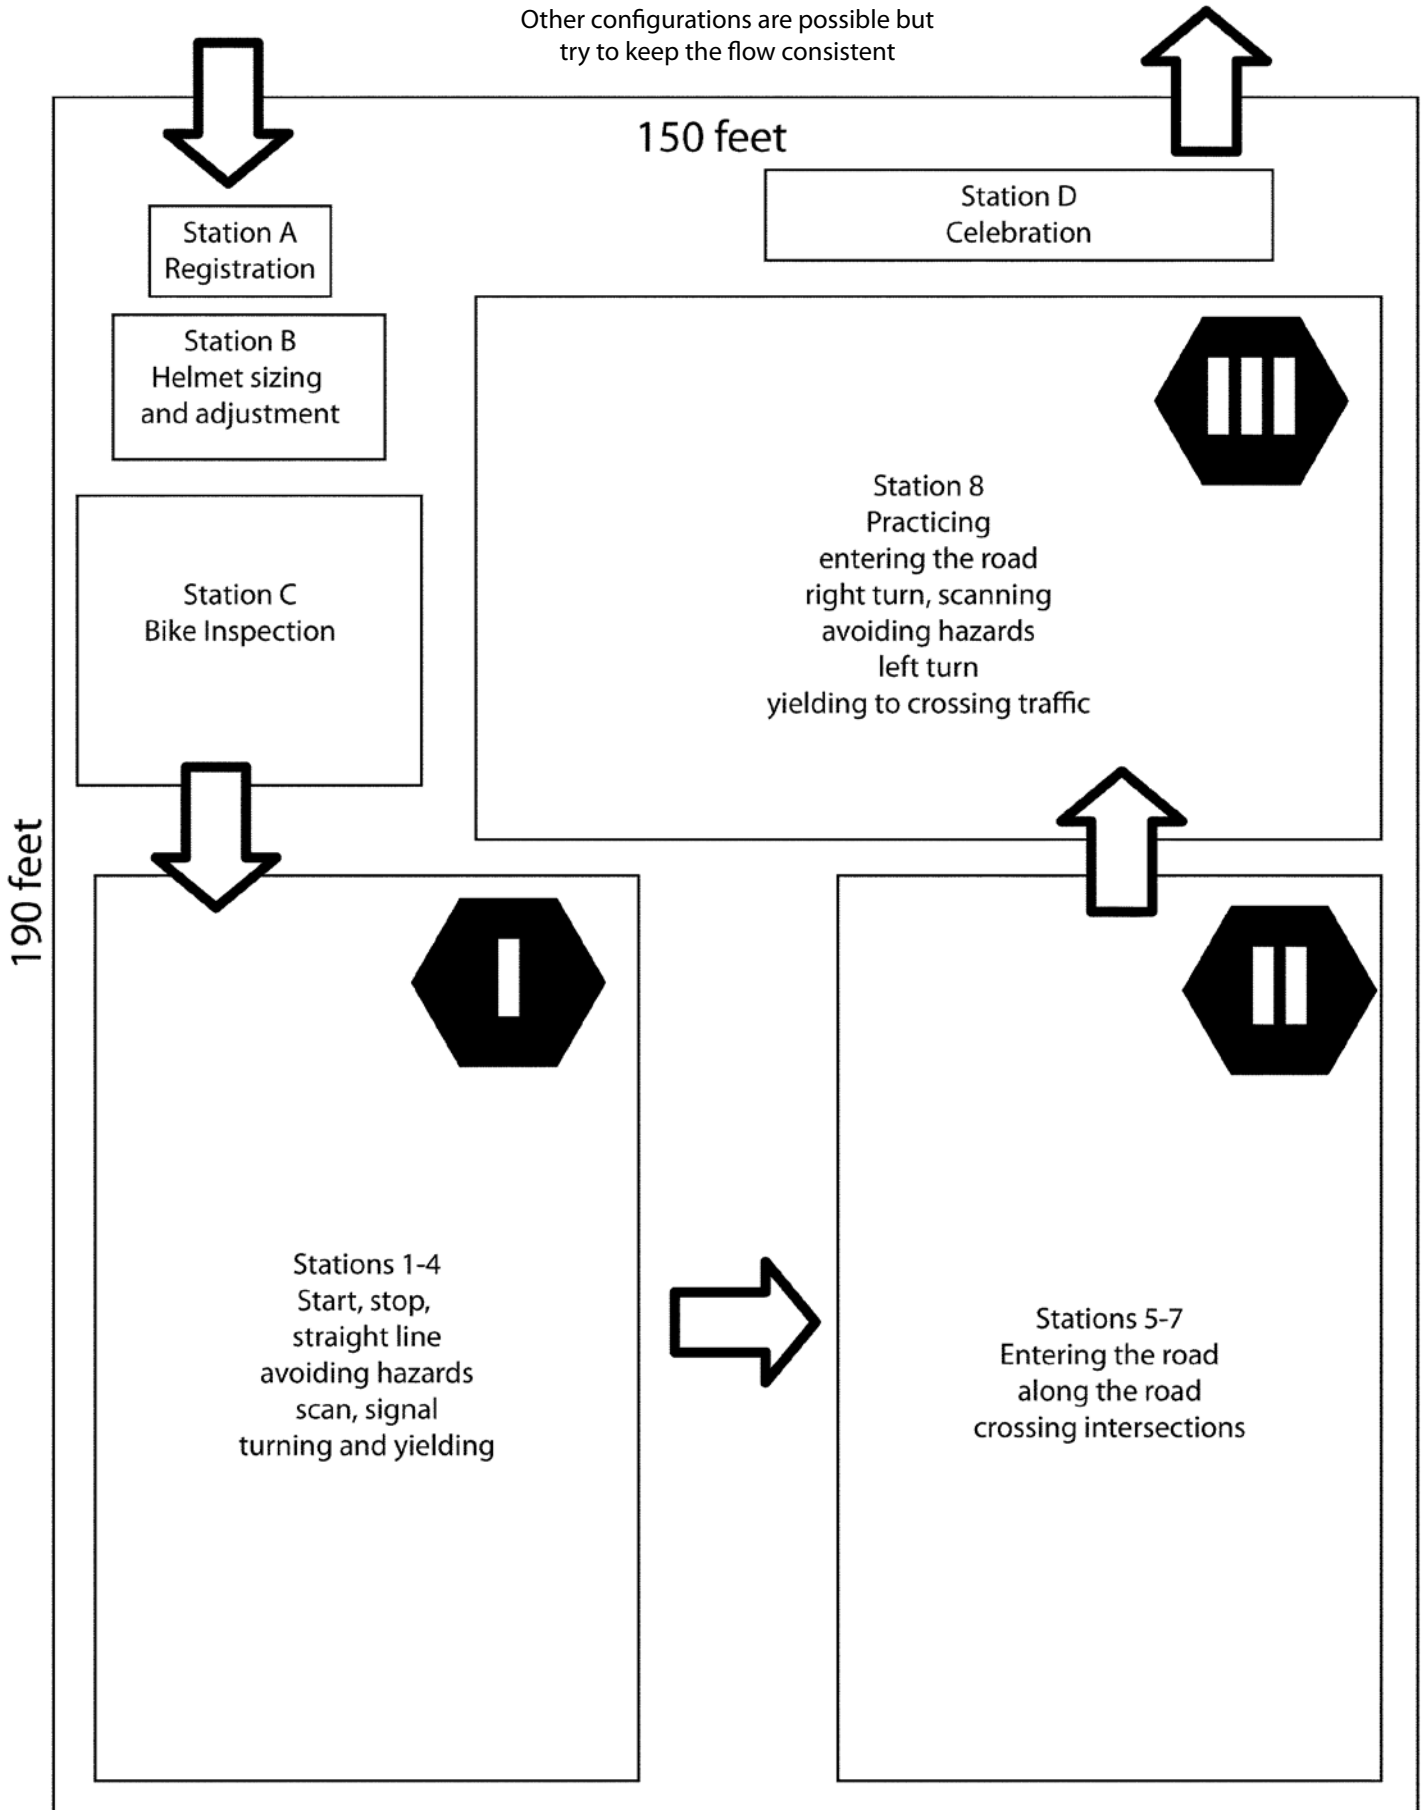 Other configurations are possible but
try to keep the flow consistent
150 feet
Station A
Registration
Station B
Helmet sizing
and adjustment
Station C
Bike Inspection
Station D
Celebration
III
Station 8
Practicing
entering the road
right turn, scanning
avoiding hazards
left turn
yielding to crossing traffic
190 feet
I
Stations 1-4
Start, stop,
straight line
avoiding hazards
scan, signal
turning and yielding
II
Stations 5-7
Entering the road
along the road
crossing intersections